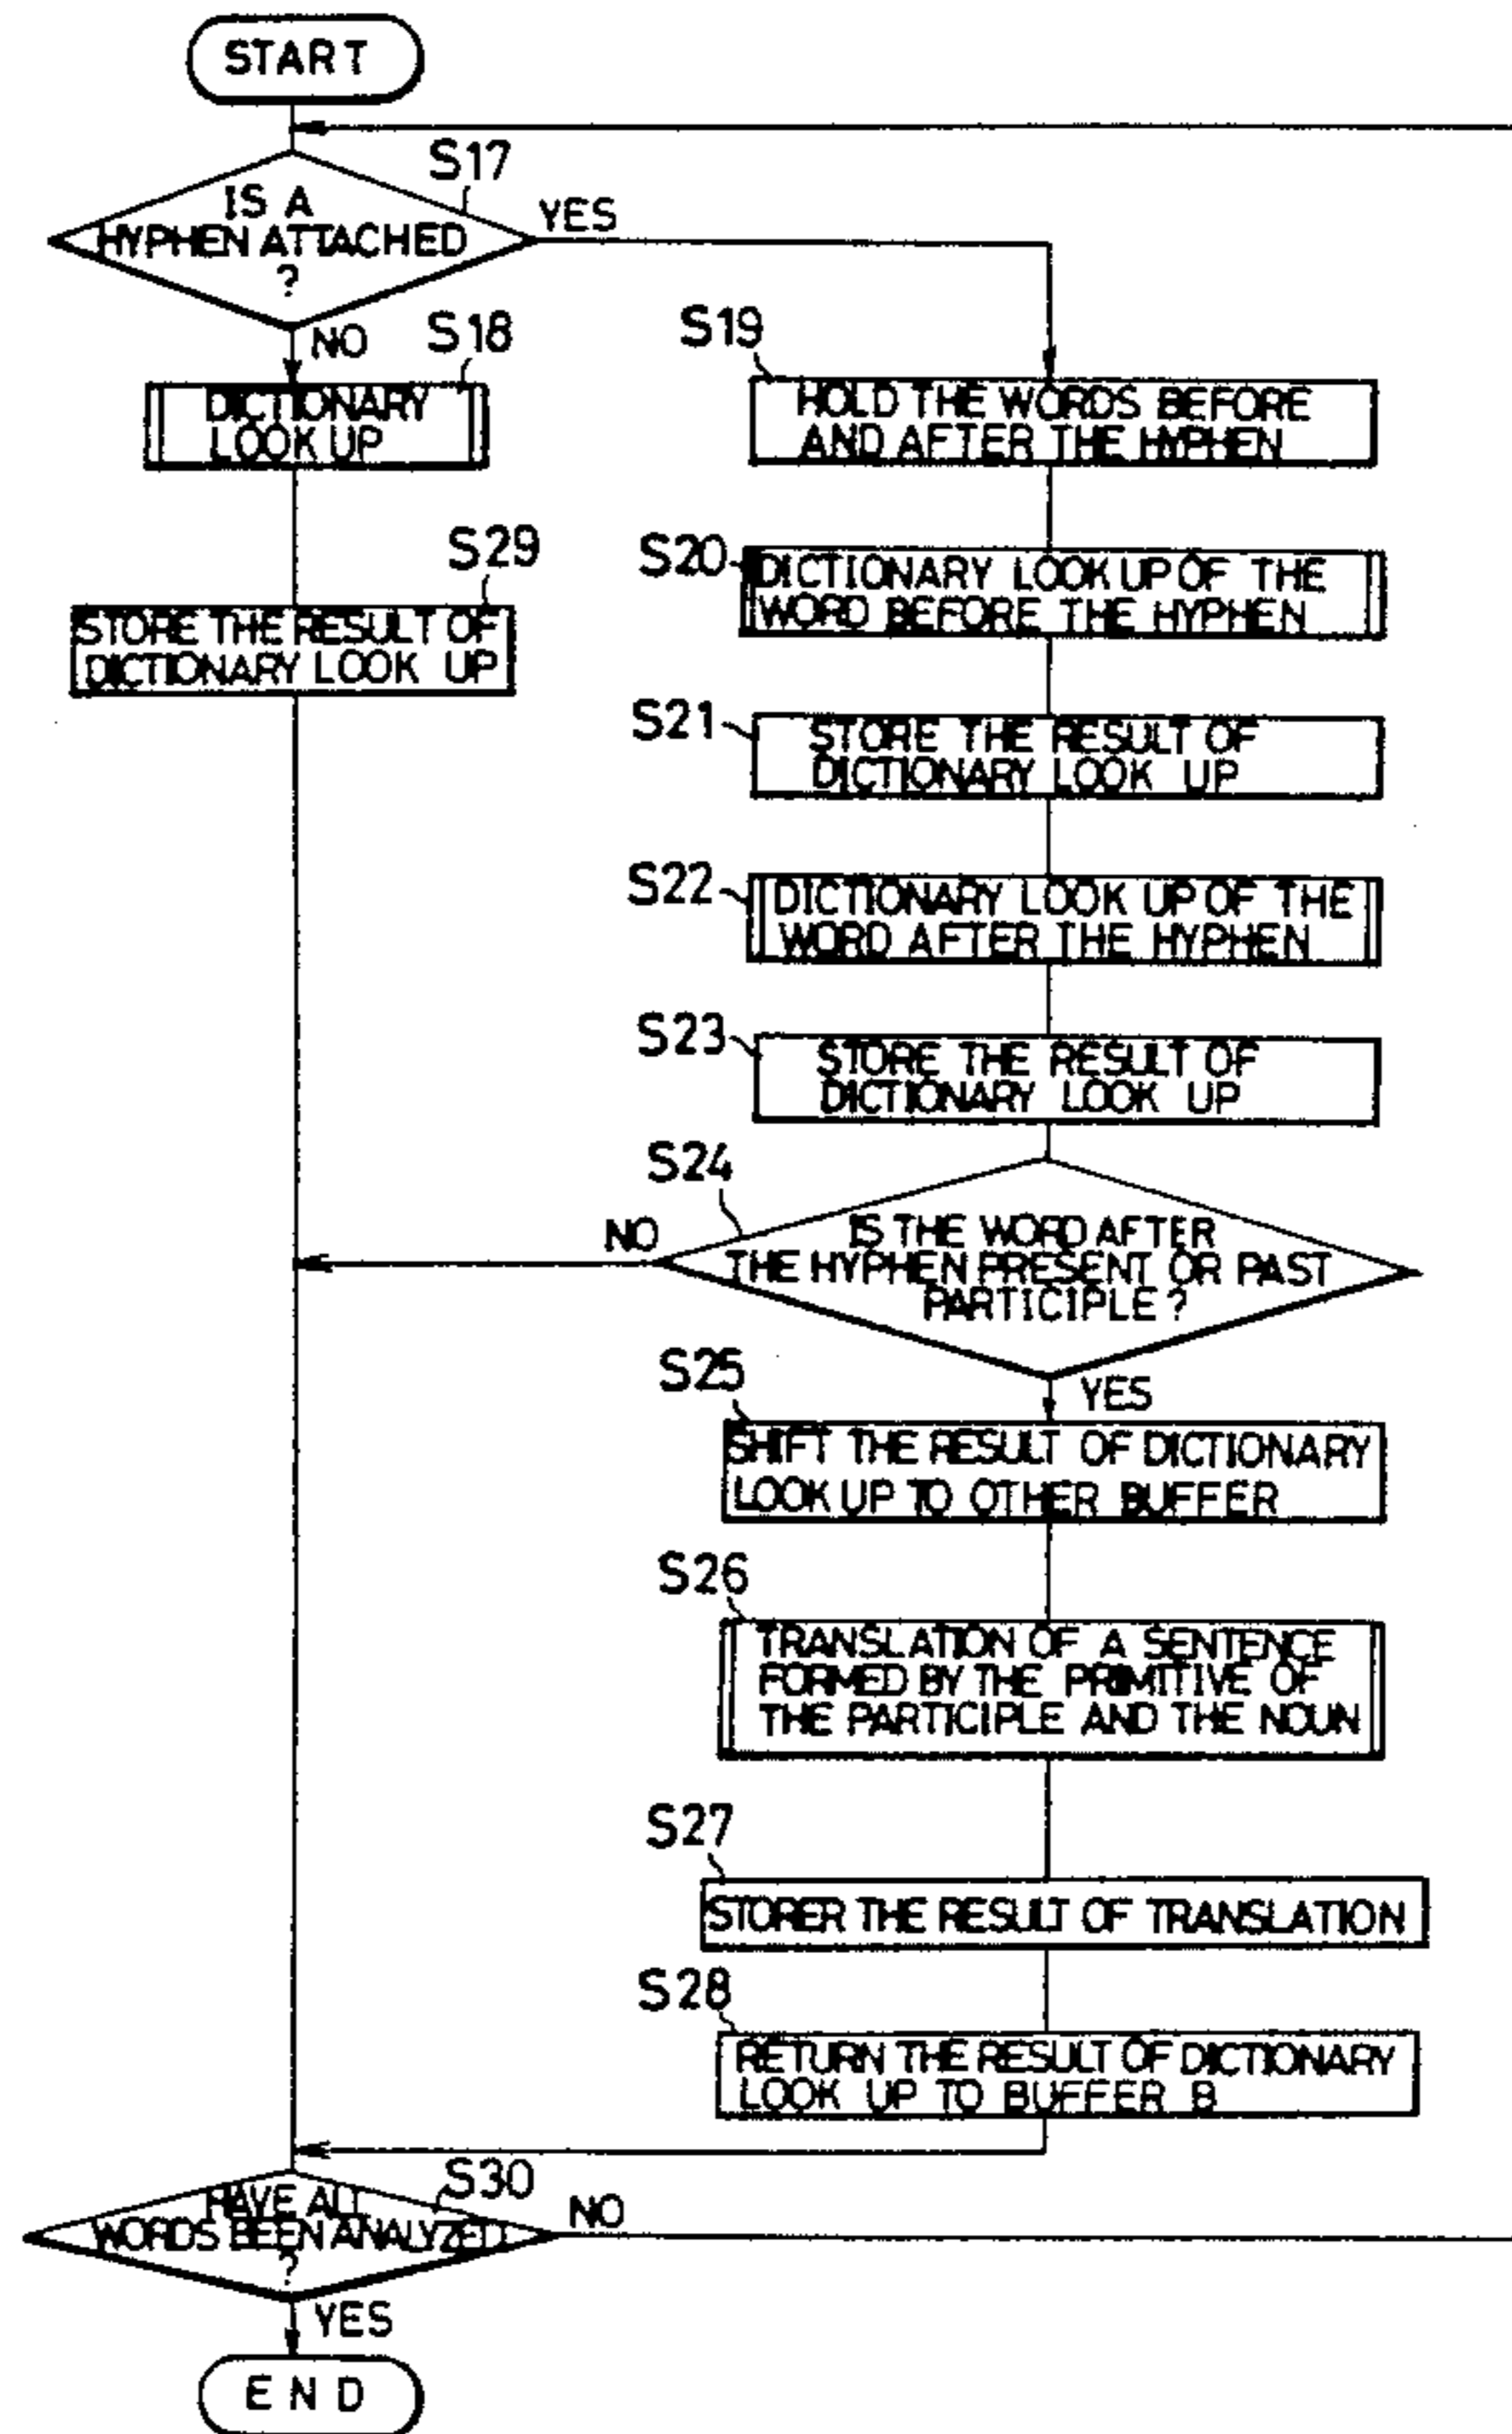 START
S17
IS A
HYPHEN ATTACHED
?
YES
NO
S18
DICTIONARY
LOOK UP
S19
HOLD THE WORDS BEFORE
AND AFTER THE HYPHEN
S29
STORE THE RESULT OF
DICTIONARY LOOK UP
S20
DICTIONARY LOOK UP OF THE
WORD BEFORE THE HYPHEN
S21
STORE THE RESULT OF
DICTIONARY LOOK UP
S22
DICTIONARY LOOK UP OF THE
WORD AFTER THE HYPHEN
S23
STORE THE RESULT OF
DICTIONARY LOOK UP
S24
IS THE WORD AFTER
THE HYPHEN PRESENT OR PAST
PARTICIPLE?
NO
YES
S25
SHIFT THE RESULT OF DICTIONARY
LOOK UP TO OTHER BUFFER
S26
TRANSLATION OF A SENTENCE
FORMED BY THE PRIMITIVE OF
THE PARTICIPLE AND THE NOUN
S27
STORER THE RESULT OF TRANSLATION
S28
RETURN THE RESULT OF DICTIONARY
LOOK UP TO BUFFER B
S30
HAVE ALL
WORDS BEEN ANALYZED
?
NO
YES
END